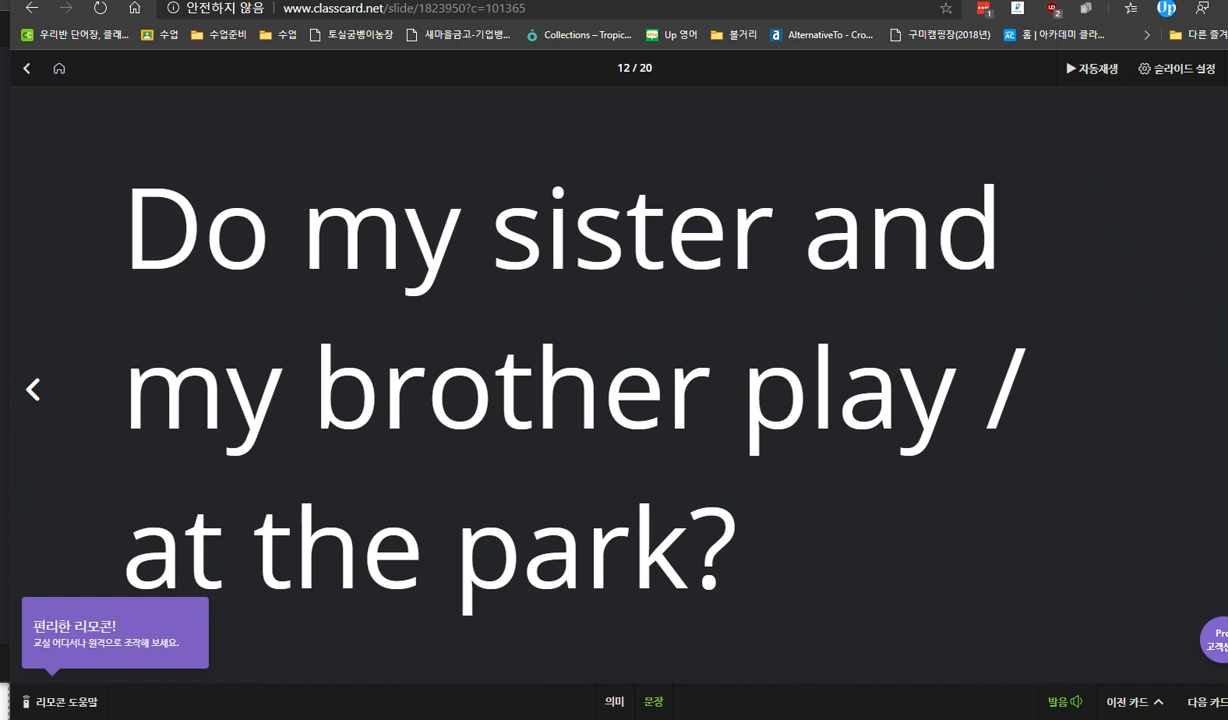 안전하지 않음 | www.classcard.net/slide/1823950?c=101365
1
2
Up
우리반 단어장, 클래... 수업 수업준비 수업 토실굼벵이농장 새마을금고-기업뱅... Collections – Tropic... Up 영어 볼거리 AlternativeTo - Cro... 구미캠핑장(2018년) 홈 | 아카데미 클라... 다른 즐겨
12 / 20
자동재생 슬라이드 설정
Do my sister and
my brother play /
at the park?
편리한 리모콘!
교실 어디서나 원격으로 조작해 보세요.
리모콘 도움말 의미 문장 발음 이전 카드 다음 카드